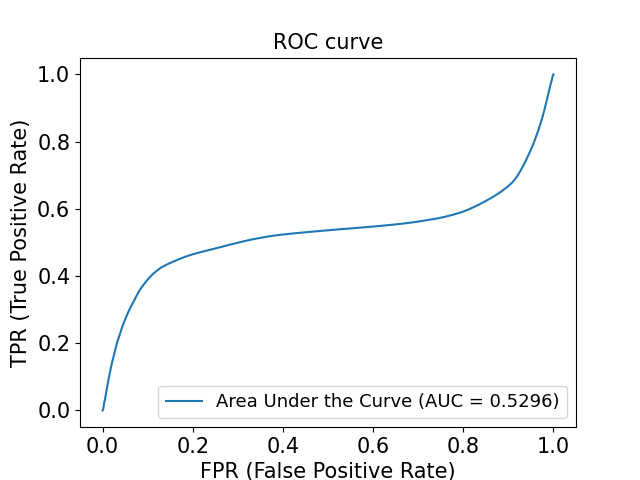 ROC curve
TPR (True Positive Rate)
1.0
0.8
0.6
0.4
0.2
0.0
Area Under the Curve (AUC = 0.5296)
0.0 0.2 0.4 0.6 0.8 1.0
FPR (False Positive Rate)